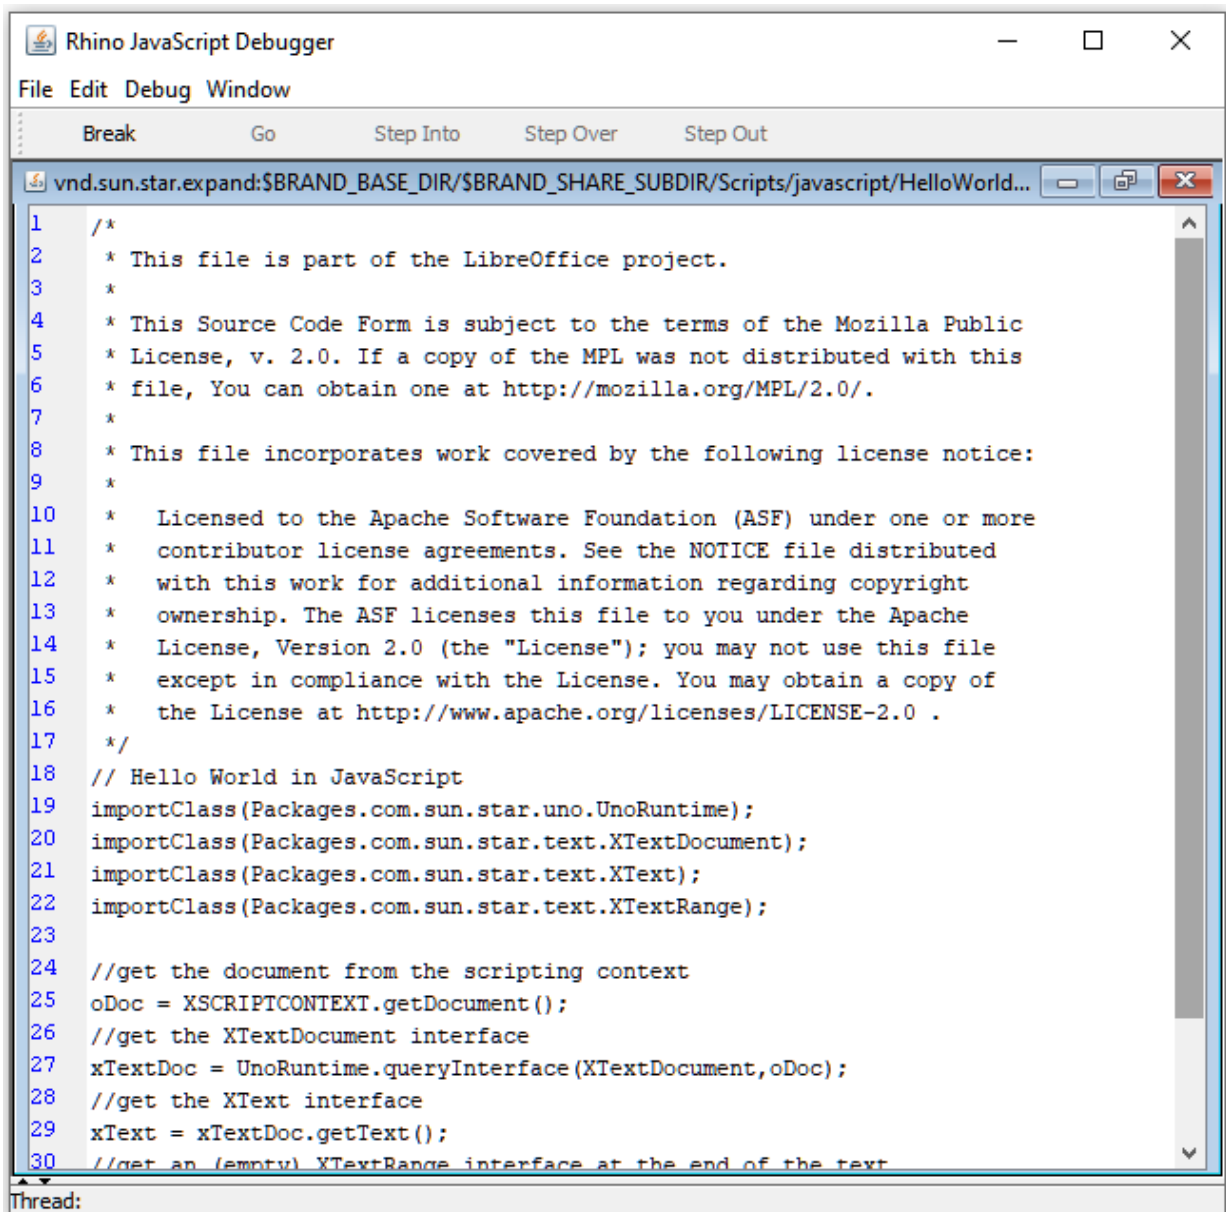 Rhino JavaScript Debugger
File Edit Debug Window
Break Go Step Into Step Over Step Out
vnd.sun.star.expand:$BRAND_BASE_DIR/$BRAND_SHARE_SUBDIR/Scripts/javascript/HelloWorld...
1 /*
2  * This file is part of the LibreOffice project.
3  *
4  * This Source Code Form is subject to the terms of the Mozilla Public
5  * License, v. 2.0. If a copy of the MPL was not distributed with this
6  * file, You can obtain one at http://mozilla.org/MPL/2.0/.
7  *
8  * This file incorporates work covered by the following license notice:
9  *
10  *   Licensed to the Apache Software Foundation (ASF) under one or more
11  *   contributor license agreements. See the NOTICE file distributed
12  *   with this work for additional information regarding copyright
13  *   ownership. The ASF licenses this file to you under the Apache
14  *   License, Version 2.0 (the "License"); you may not use this file
15  *   except in compliance with the License. You may obtain a copy of
16  *   the License at http://www.apache.org/licenses/LICENSE-2.0 .
17  */
18 // Hello World in JavaScript
19 importClass(Packages.com.sun.star.uno.UnoRuntime);
20 importClass(Packages.com.sun.star.text.XTextDocument);
21 importClass(Packages.com.sun.star.text.XText);
22 importClass(Packages.com.sun.star.text.XTextRange);
23
24 //get the document from the scripting context
25 oDoc = XSCRIPTCONTEXT.getDocument();
26 //get the XTextDocument interface
27 xTextDoc = UnoRuntime.queryInterface(XTextDocument,oDoc);
28 //get the XText interface
29 xText = xTextDoc.getText();
30 //get an (empty) XTextRange interface at the end of the text
Thread: